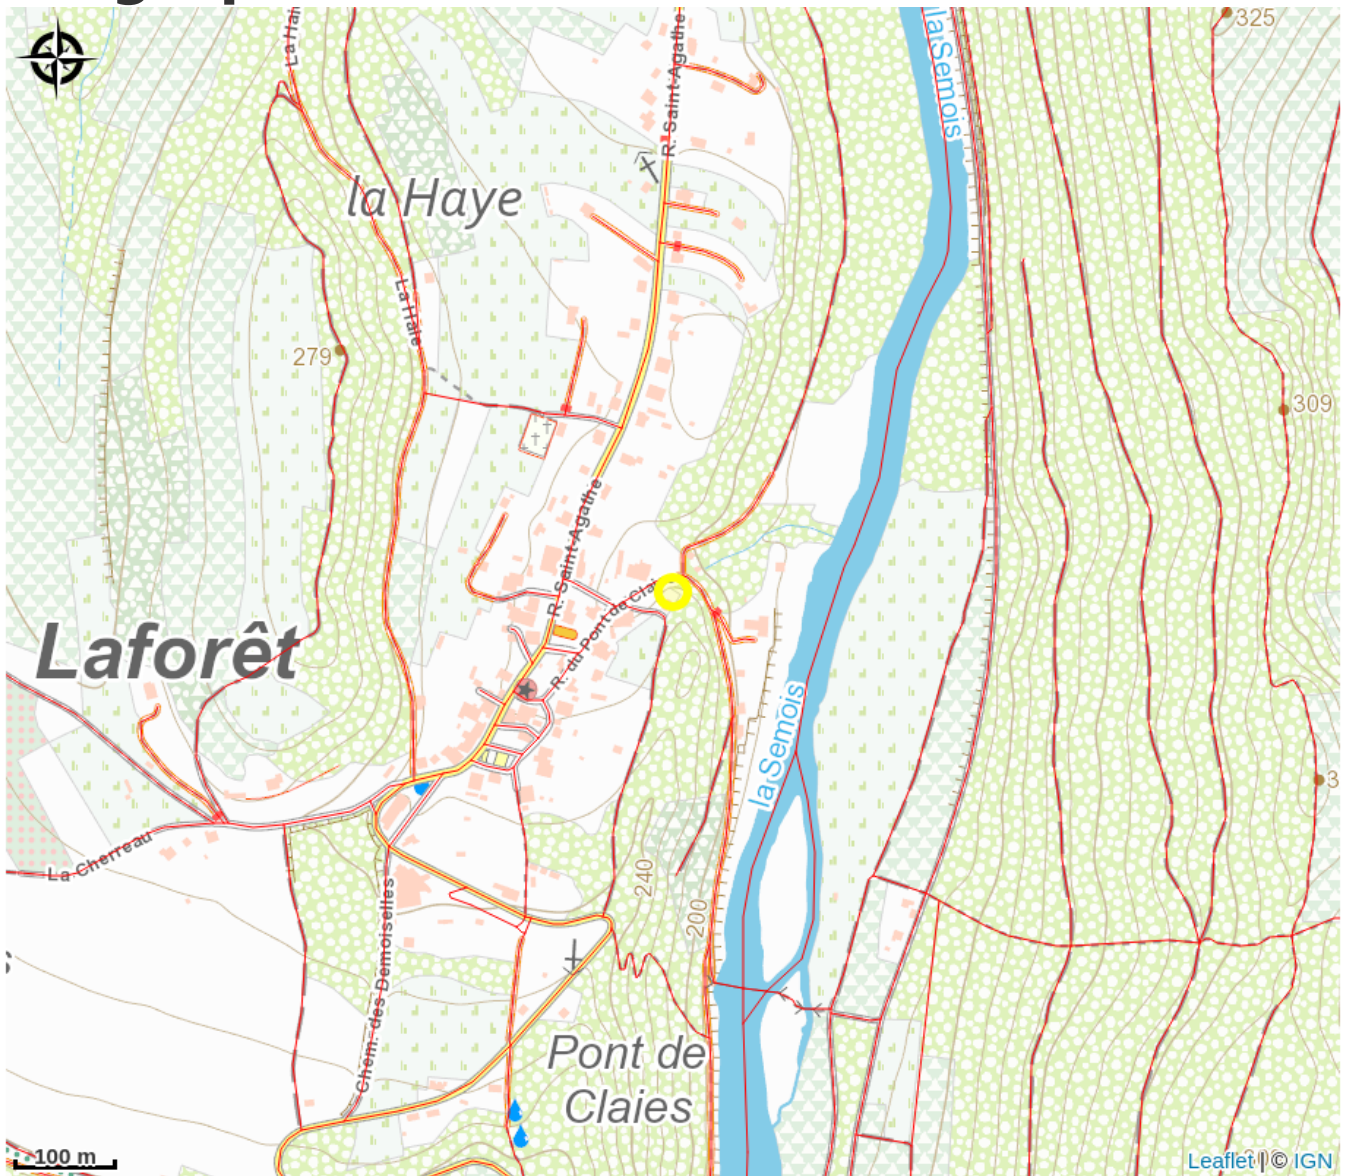 325
la Semois
R. Saint-Agathe
la Haye
La Haie
279
309
R. Saint-Agathe
R. du Pont de Clai
Laforêt
la Semois
La Cherreau
240
200
Chem. des Demoiselles
Pont de
Claies
100 m
Leaflet | © IGN